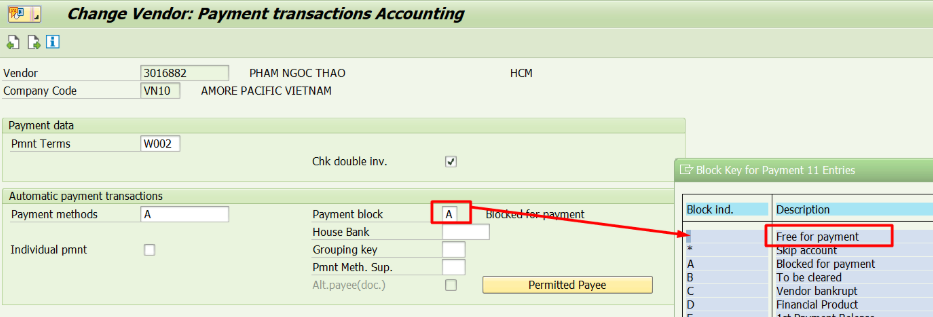 Change Vendor: Payment transactions Accounting
Vendor 3016882 PHAM NGOC THAO HCM
Company Code VN10 AMORE PACIFIC VIETNAM
Payment data
Pmnt Terms W002
Chk double Inv.
Block Key for Payment 11 Entries
Automatic payment transactions
Payment methods A Payment block A Blocked for payment
House Bank
Individual pmnt Grouping key
Pmnt Meth. Sup.
Alt.payee(doc.) Permitted Payee
Block ind. Description
Free for payment
* Skip account
A Blocked for payment
B To be cleared
C Vendor bankrupt
D Financial Product
1st Payment Release